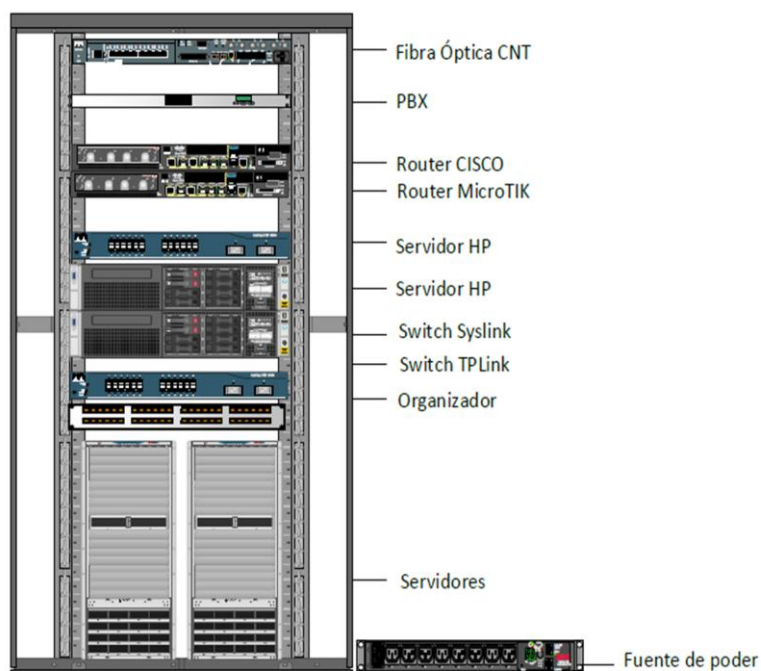 Fibra Óptica CNT
PBX
Router CISCO
Router MicroTIK
Servidor HP
Servidor HP
Switch Syslink
Switch TPLink
Organizador
Servidores
Fuente de poder